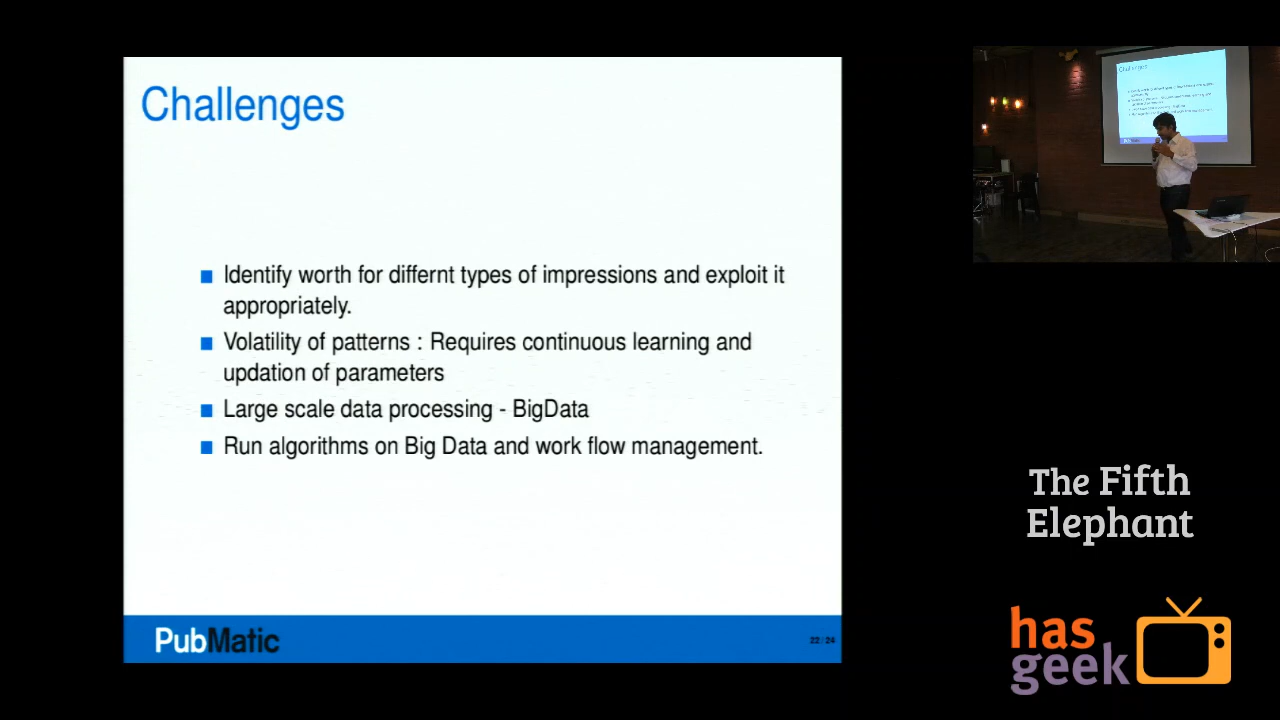 Challenges
Identify worth for differnt types of impressions and exploit it
appropriately.
Volatility of patterns : Requires continuous learning and
updation of parameters
Large scale data processing - BigData
Run algorithms on Big Data and work flow management.
PubMatic
22 / 24
Challenges
The Fifth
Elephant
has
geek